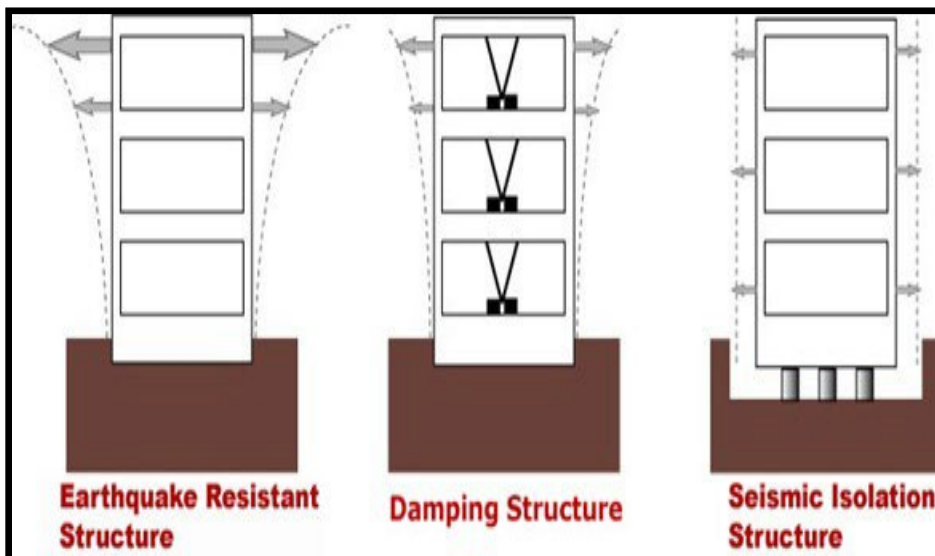 Earthquake Resistant
Structure
Damping Structure
Seismic Isolation
Structure